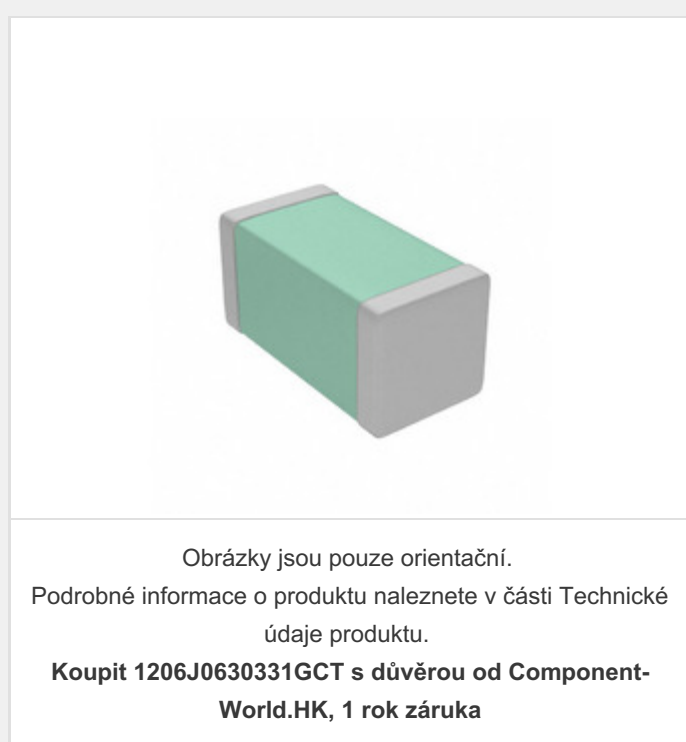 Obrázky jsou pouze orientační.
Podrobné informace o produktu naleznete v části Technické
údaje produktu.
Koupit 1206J0630331GCT s důvěrou od Component-
World.HK, 1 rok záruka